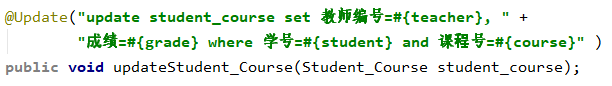 @Update("update student_course set 教师编号=#{teacher}, " +
"成绩=#{grade} where 学号=#{student} and 课程号=#{course}" )
public void updateStudent_Course(Student_Course student_course);